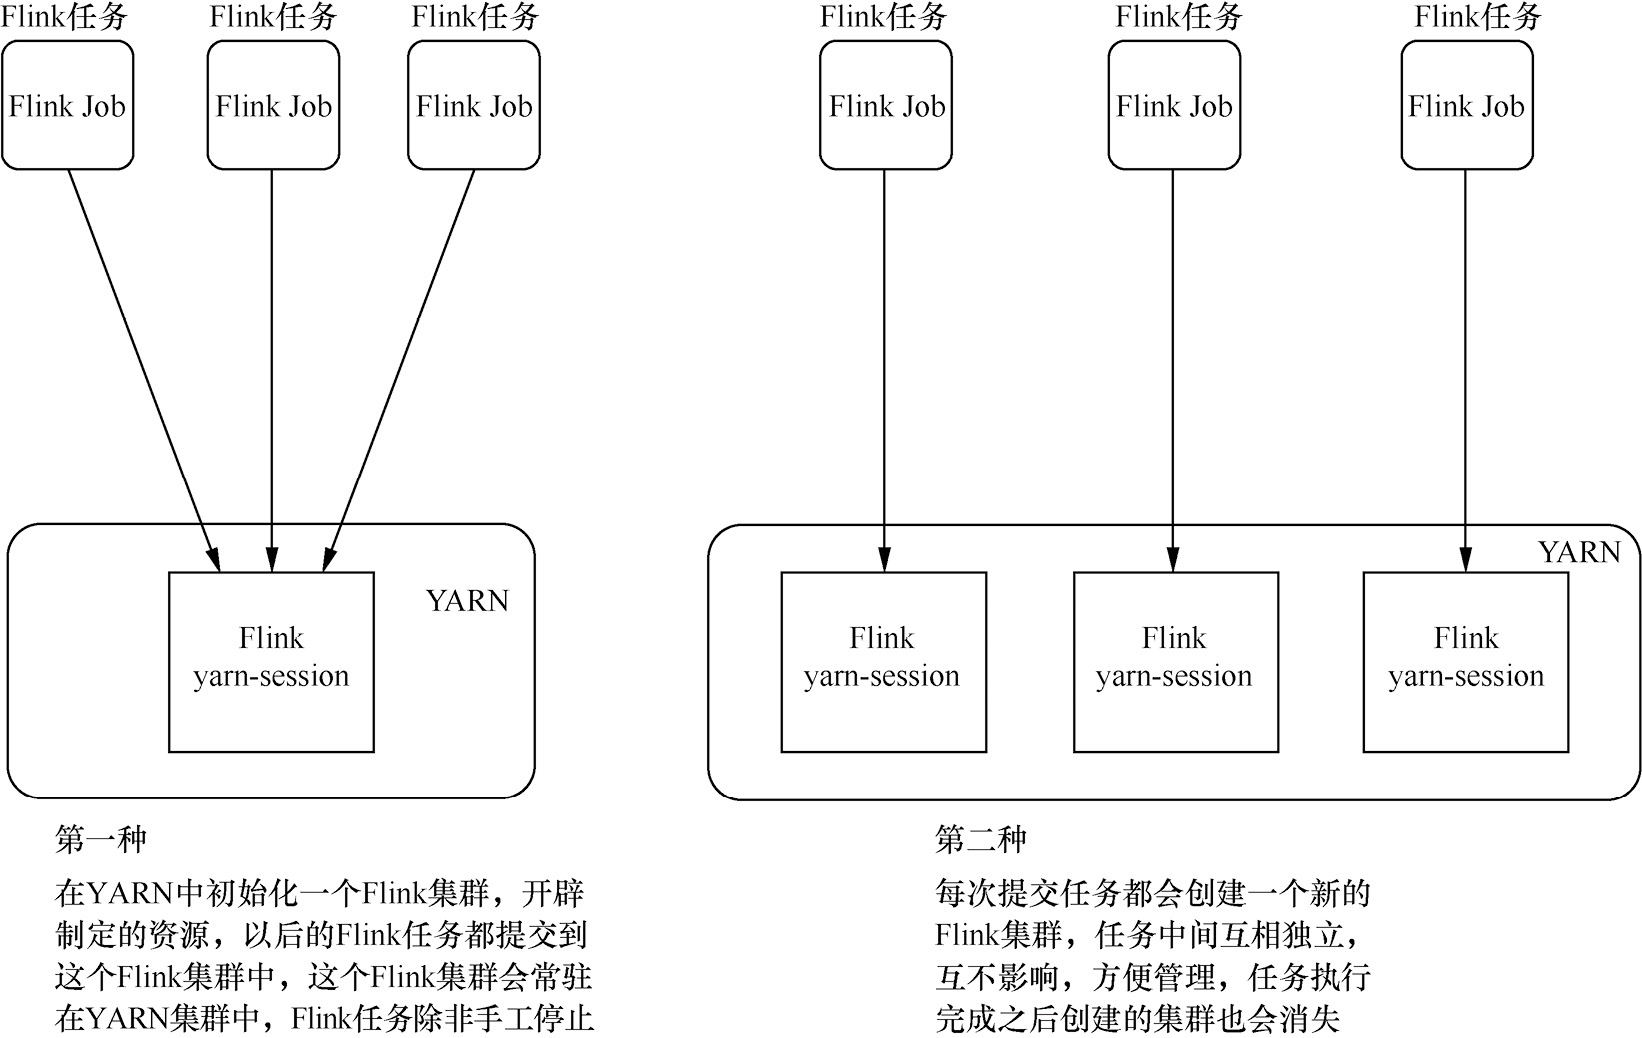 Flink任务
Flink任务
Flink任务
Flink Job
Flink Job
Flink Job
YARN
Flink
yarn-session
第一种
在YARN中初始化一个Flink集群，开辟
制定的资源，以后的Flink任务都提交到
这个Flink集群中，这个Flink集群会常驻
在YARN集群中，Flink任务除非手工停止
Flink任务
Flink任务
Flink任务
Flink Job
Flink Job
Flink Job
YARN
Flink
yarn-session
Flink
yarn-session
Flink
yarn-session
第二种
每次提交任务都会创建一个新的
Flink集群，任务中间互相独立，
互不影响，方便管理，任务执行
完成之后创建的集群也会消失